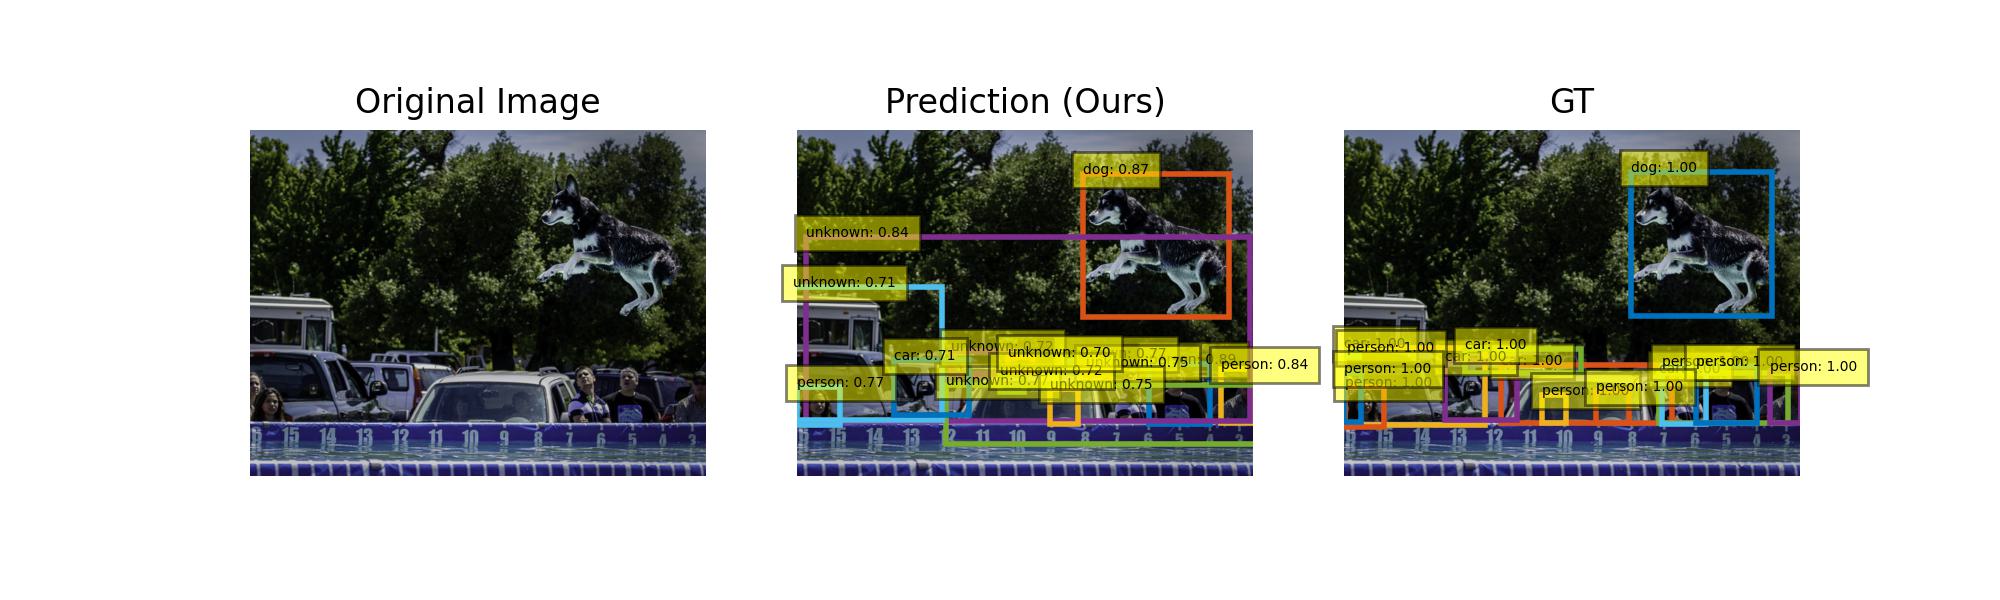 Original Image
Prediction (Ours)
GT
15
14
13
12
11
10
9
8
7
6
5
4
3
dog: 0.87
unknown: 0.84
unknown: 0.71
unknown: 0.72
unknown: 0.70
car: 0.71
unknown: 0.75
person: 0.84
unknown: 0.72
person: 0.77
unknown: 0.77
unknown: 0.75
15
14
13
12
11
10
9
8
7
6
5
4
3
dog: 1.00
car: 1.00
person: 1.00
car: 1.00
car: 1.00
person: 1.00
person: 1.00
person: 1.00
person: 1.00
person: 1.00
person: 1.00
15
14
13
12
11
10
9
8
7
6
5
4
3